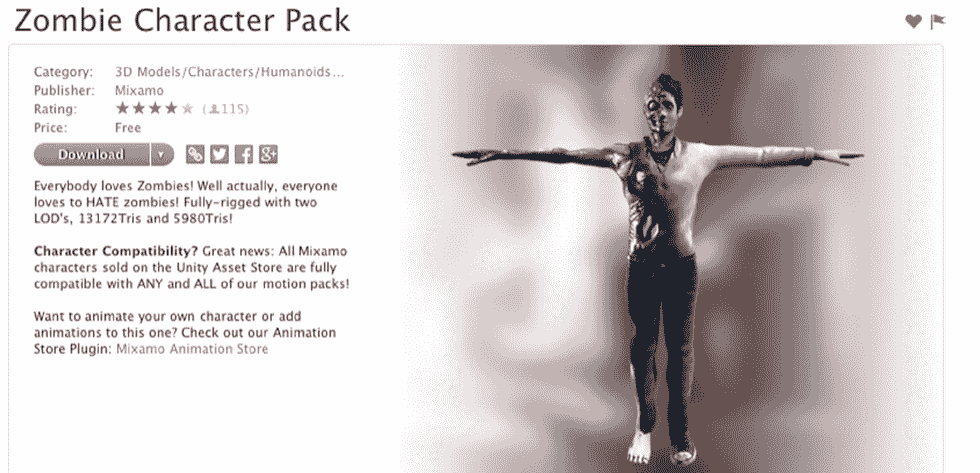 Zombie Character Pack
Category: 3D Models/Characters/Humanoids...
Publisher: Mixamo
Rating: ★★★★★ (115)
Price: Free
Download
Everybody loves Zombies! Well actually, everyone
loves to HATE zombies! Fully-rigged with two
LOD's, 13172Tris and 5980Tris!
Character Compatibility? Great news: All Mixamo
characters sold on the Unity Asset Store are fully
compatible with ANY and ALL of our motion packs!
Want to animate your own character or add
animations to this one? Check out our Animation
Store Plugin: Mixamo Animation Store